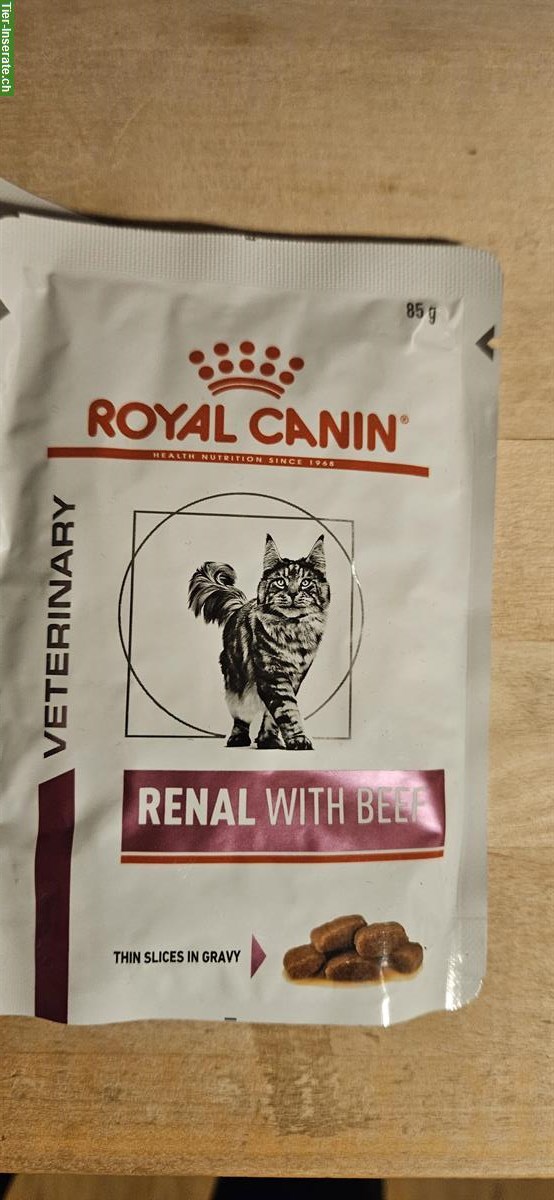 Tier-Inserate.ch
85 g
ROYAL CANIN®
HEALTH NUTRITION SINCE 1968
VETERINARY
RENAL WITH BEEF
THIN SLICES IN GRAVY